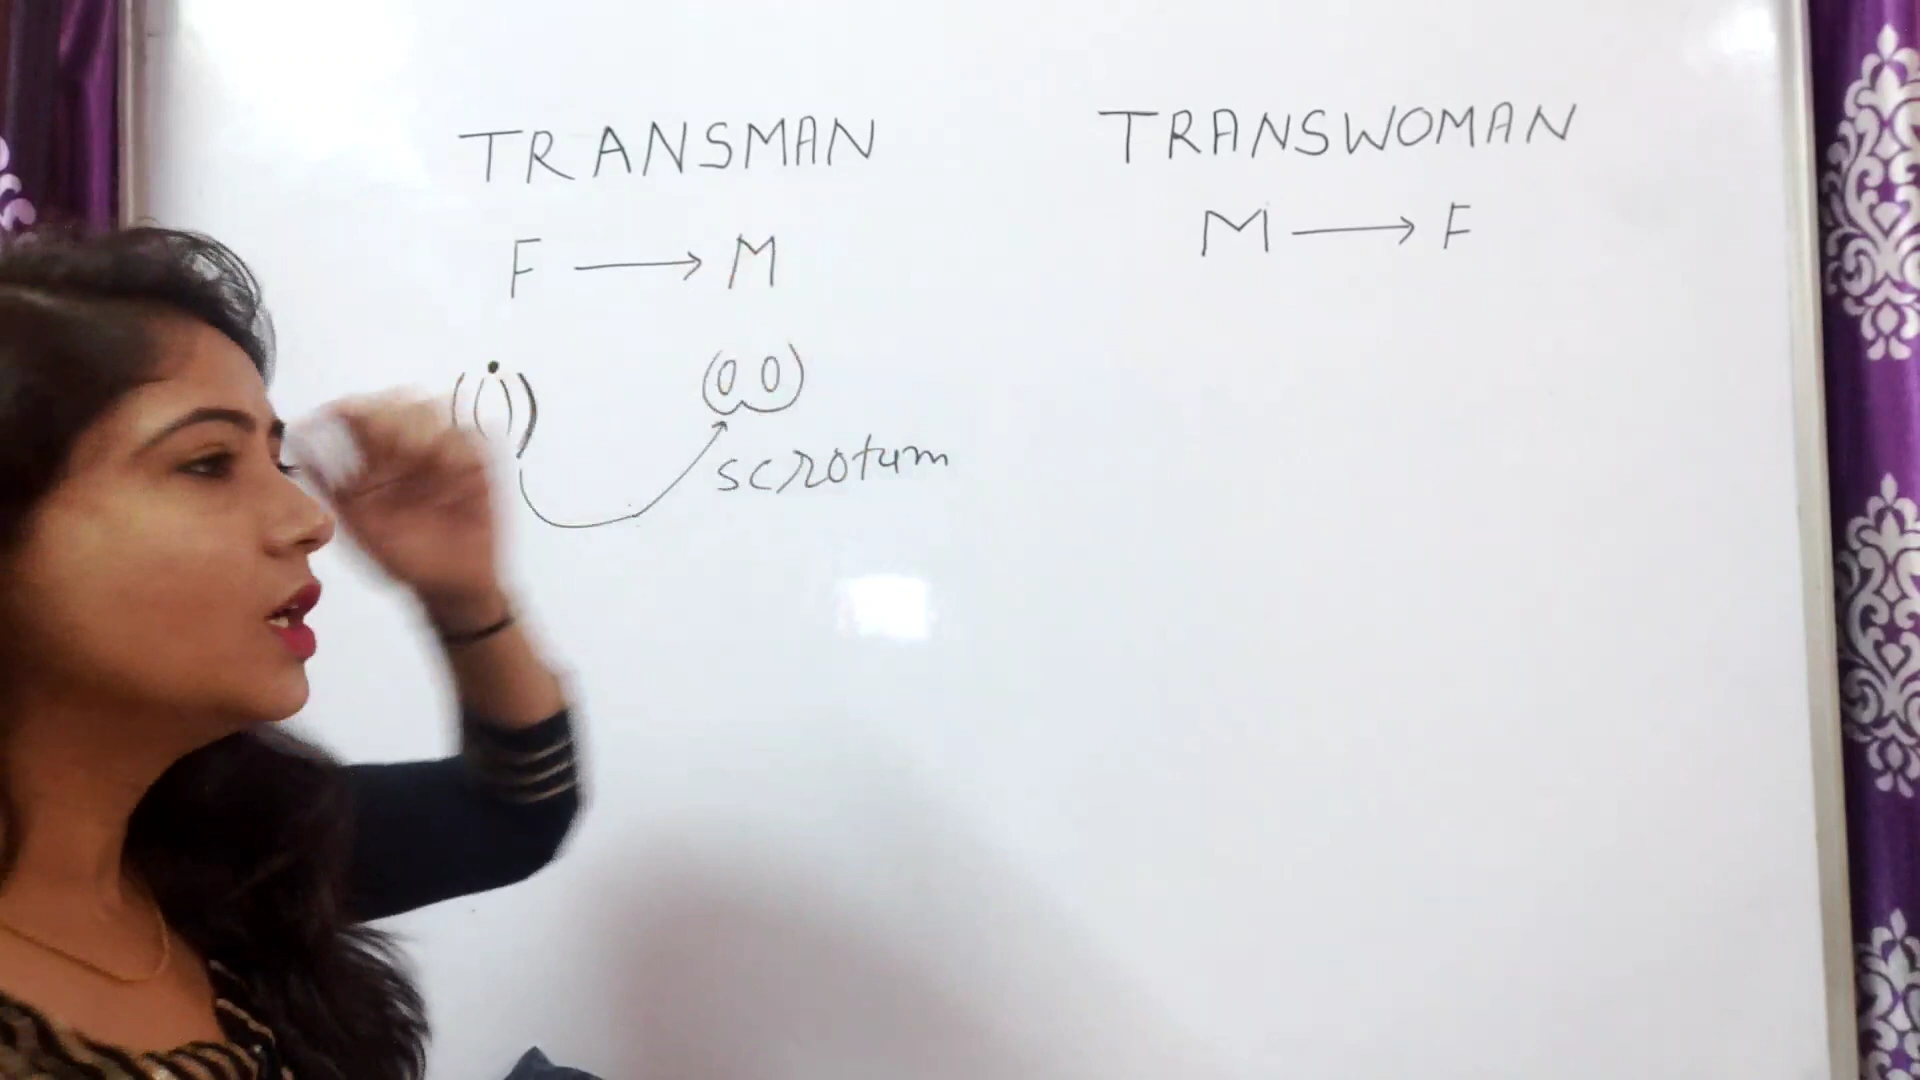 TRANSMAN
F → M
scrotum
TRANSWOMAN
M → F